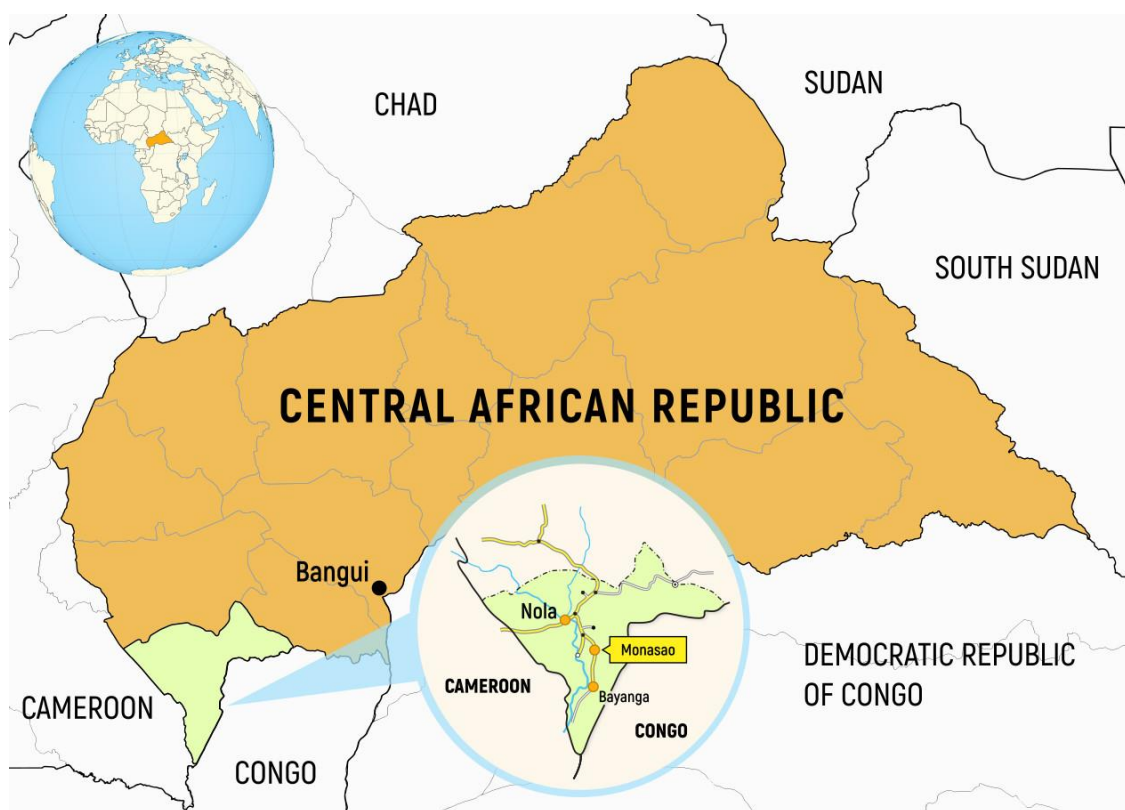 CHAD
SUDAN
SOUTH SUDAN
CENTRAL AFRICAN REPUBLIC
Bangui
Nola
Monasao
CAMEROON
Bayanga
CONGO
DEMOCRATIC REPUBLIC
OF CONGO
CAMEROON
CONGO